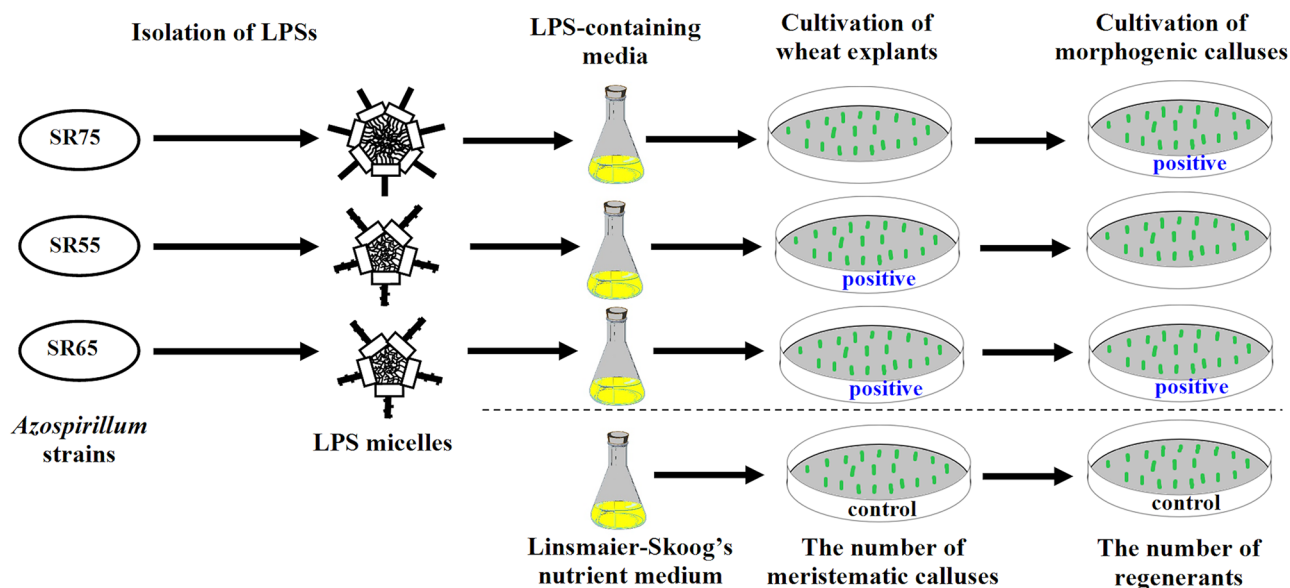 Isolation of LPSs
LPS-containing
media
Cultivation of
wheat explants
Cultivation of
morphogenic calluses
SR75
positive
SR55
positive
SR65
positive
positive
Azospirillum
strains
LPS micelles
control
control
Linsmaier-Skoog's
nutrient medium
The number of
meristematic calluses
The number of
regenerants